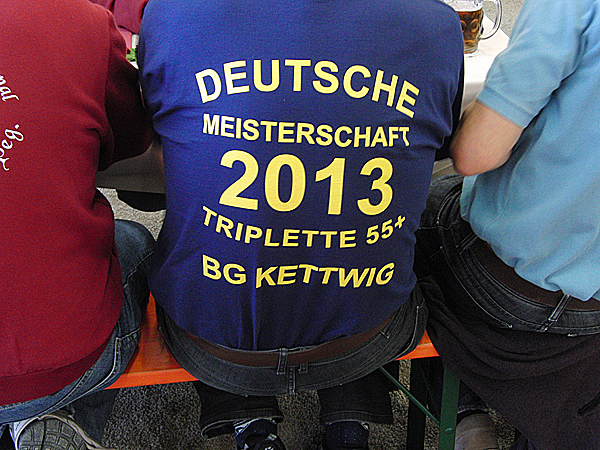 DEUTSCHE
MEISTERSCHAFT
2013
TRIPLETTE 55+
BG KETTWIG